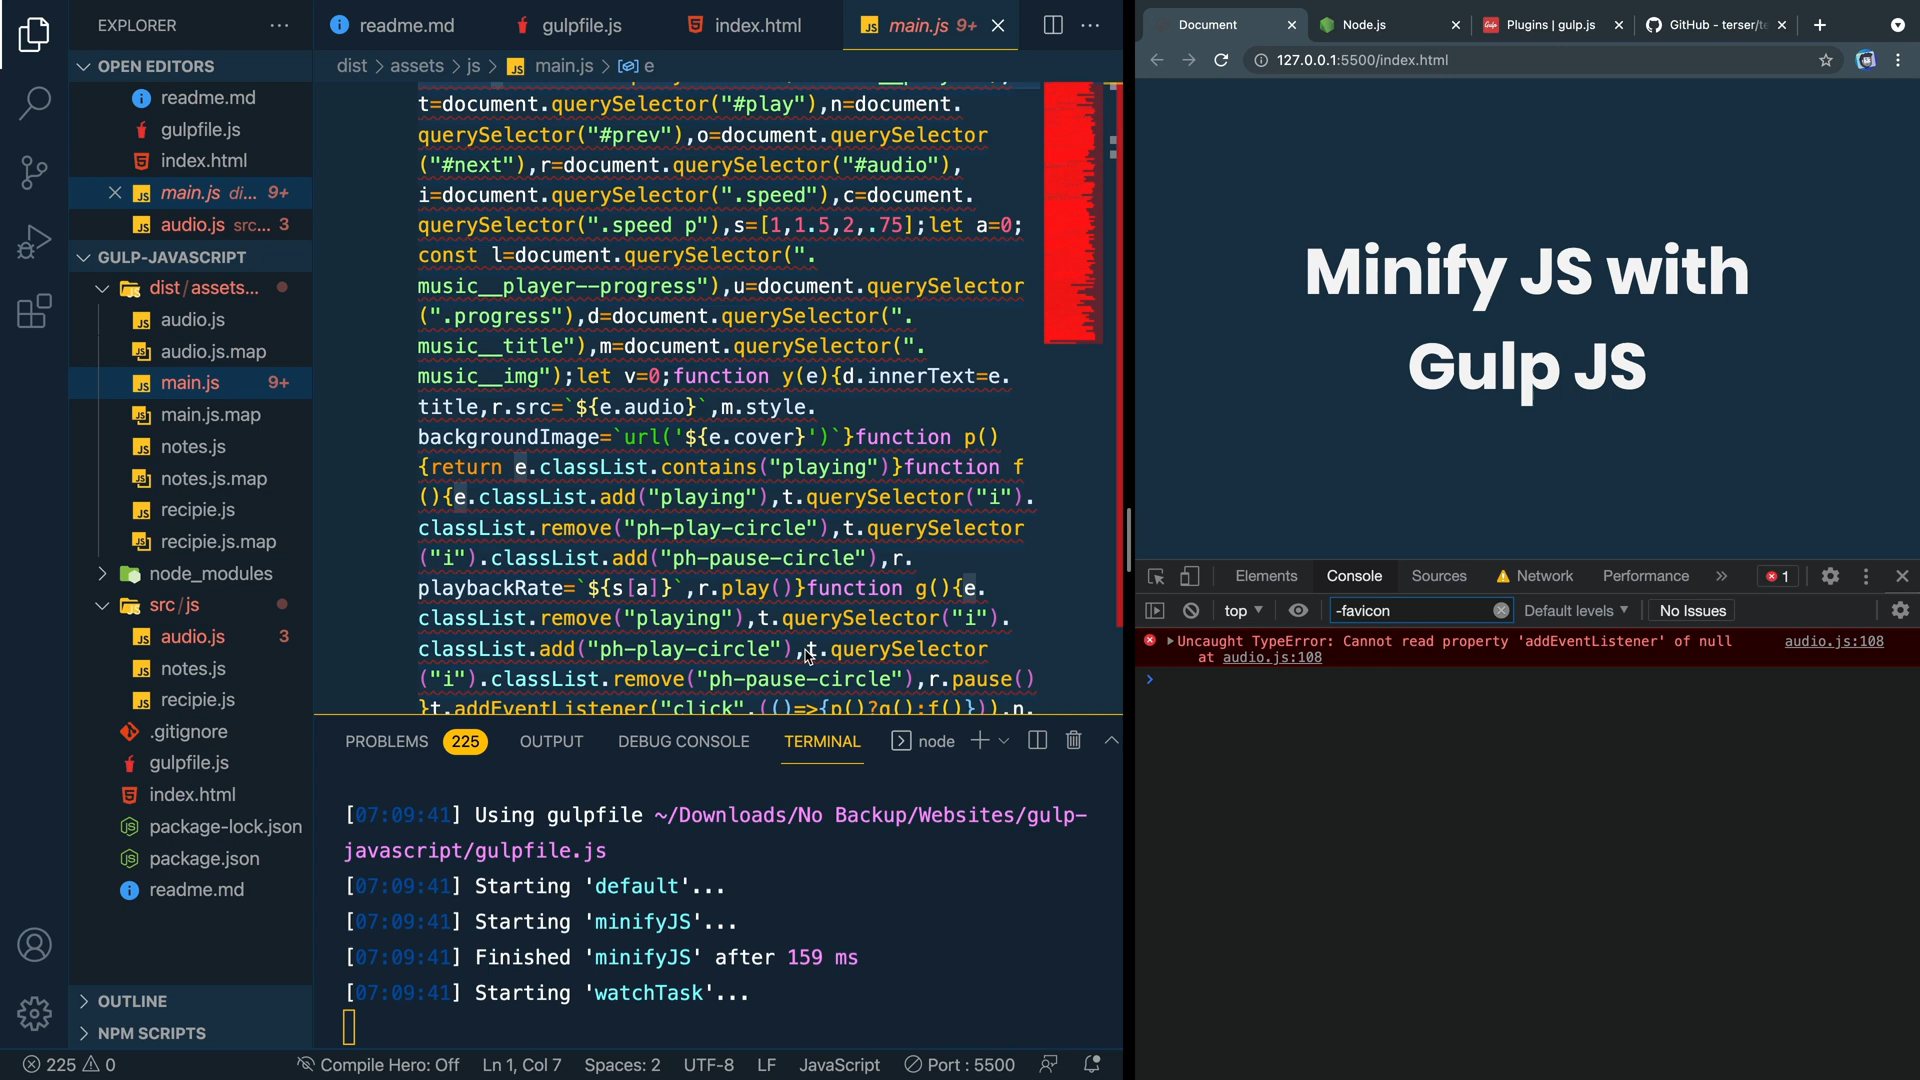 EXPLORER
readme.md
gulpfile.js
index.html
main.js 9+
OPEN EDITORS
dist > assets > js > JS main.js > e
readme.md
gulpfile.js
index.html
main.js di... 9+
audio.js src... 3
GULP-JAVASCRIPT
dist/assets...
audio.js
audio.js.map
main.js 9+
main.js.map
notes.js
notes.js.map
recipie.js
recipie.js.map
node_modules
src/js
audio.js 3
notes.js
recipie.js
.gitignore
gulpfile.js
index.html
package-lock.json
package.json
readme.md
OUTLINE
NPM SCRIPTS
t=document.querySelector("#play"),n=document.
querySelector("#prev"),o=document.querySelector
("#next"),r=document.querySelector("#audio"),
i=document.querySelector(".speed"),c=document.
querySelector(".speed p"),s=[1,1.5,2,.75];let a=0;
const l=document.querySelector(".
music__player--progress"),u=document.querySelector
(".progress"),d=document.querySelector(".
music__title"),m=document.querySelector(".
music__img");let v=0;function y(e){d.innerText=e.
title,r.src=`${e.audio}`,m.style.
backgroundImage=`url('${e.cover}')`}function p()
{return e.classList.contains("playing")}function f
(){e.classList.add("playing"),t.querySelector("i").
classList.remove("ph-play-circle"),t.querySelector
("i").classList.add("ph-pause-circle"),r.
playbackRate=`${s[a]}`,r.play()}function g(){e.
classList.remove("playing"),t.querySelector("i").
classList.add("ph-play-circle"),t.querySelector
("i").classList.remove("ph-pause-circle"),r.pause()
}t.addEventListener("click",(()=>{p()?g():f()})),n.
PROBLEMS 225 OUTPUT DEBUG CONSOLE TERMINAL node
[07:09:41] Using gulpfile ~/Downloads/No Backup/Websites/gulp-
javascript/gulpfile.js
[07:09:41] Starting 'default'...
[07:09:41] Starting 'minifyJS'...
[07:09:41] Finished 'minifyJS' after 159 ms
[07:09:41] Starting 'watchTask'...
225 0 Compile Hero: Off Ln 1, Col 7 Spaces: 2 UTF-8 LF JavaScript Port : 5500
Document
Node.js
Plugins | gulp.js
GitHub - terser/te
127.0.0.1:5500/index.html
Minify JS with
Gulp JS
Elements Console Sources Network Performance 1
top -favicon Default levels No Issues
Uncaught TypeError: Cannot read property 'addEventListener' of null audio.js:108
at audio.js:108